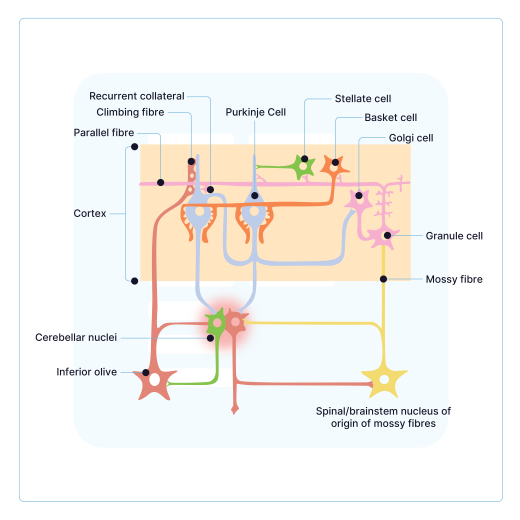 Recurrent collateral
Climbing fibre
Parallel fibre
Purkinje Cell
Stellate cell
Basket cell
Golgi cell
Cortex
Granule cell
Mossy fibre
Cerebellar nuclei
Inferior olive
Spinal/brainstem nucleus of
origin of mossy fibres